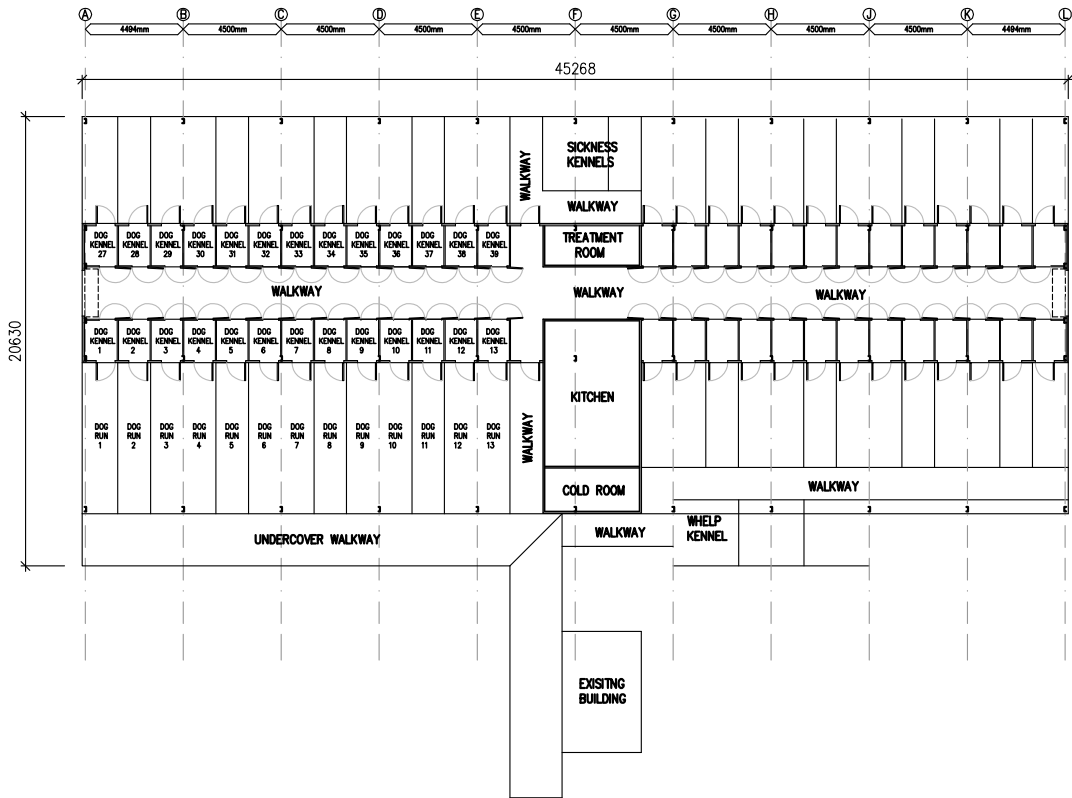 A B C D E F G H J K L
4494mm 4500mm 4500mm 4500mm 4500mm 4500mm 4500mm 4500mm 4500mm 4494mm
45268
20630
WALKWAY
SICKNESS
KENNELS
WALKWAY
DOG KENNEL 27
DOG KENNEL 28
DOG KENNEL 29
DOG KENNEL 30
DOG KENNEL 31
DOG KENNEL 32
DOG KENNEL 33
DOG KENNEL 34
DOG KENNEL 35
DOG KENNEL 36
DOG KENNEL 37
DOG KENNEL 38
DOG KENNEL 39
TREATMENT
ROOM
WALKWAY
WALKWAY
WALKWAY
DOG KENNEL 1
DOG KENNEL 2
DOG KENNEL 3
DOG KENNEL 4
DOG KENNEL 5
DOG KENNEL 6
DOG KENNEL 7
DOG KENNEL 8
DOG KENNEL 9
DOG KENNEL 10
DOG KENNEL 11
DOG KENNEL 12
DOG KENNEL 13
KITCHEN
DOG RUN 1
DOG RUN 2
DOG RUN 3
DOG RUN 4
DOG RUN 5
DOG RUN 6
DOG RUN 7
DOG RUN 8
DOG RUN 9
DOG RUN 10
DOG RUN 11
DOG RUN 12
DOG RUN 13
WALKWAY
COLD ROOM
WALKWAY
UNDERCOVER WALKWAY
WALKWAY
WHELP
KENNEL
EXISITNG
BUILDING